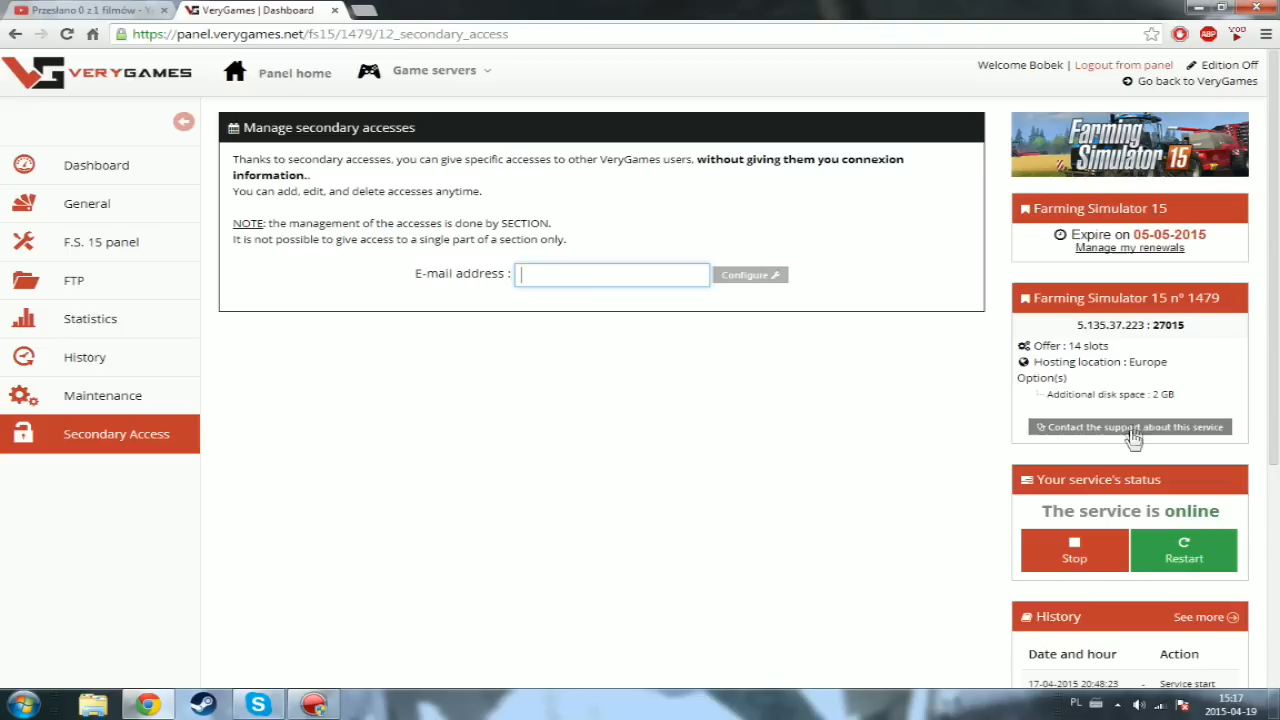 Przesłano 0 z 1 filmów - Y
VeryGames | Dashboard
https://panel.verygames.net/fs15/1479/12_secondary_access
ABP
YOU
VERYGAMES
Panel home
Game servers
Welcome Bobek | Logout from panel
Edition Off
Go back to VeryGames
Dashboard
General
F.S. 15 panel
FTP
Statistics
History
Maintenance
Secondary Access
Manage secondary accesses
Thanks to secondary accesses, you can give specific accesses to other VeryGames users, without giving them you connexion
information..
You can add, edit, and delete accesses anytime.
NOTE: the management of the accesses is done by SECTION.
It is not possible to give access to a single part of a section only.
E-mail address :
Configure
Farming
Simulator 15
Farming Simulator 15
Expire on 05-05-2015
Manage my renewals
Farming Simulator 15 n° 1479
5.135.37.223 : 27015
Offer : 14 slots
Hosting location : Europe
Option(s)
Additional disk space : 2 GB
Contact the support about this service
Your service's status
The service is online
Stop
Restart
History
See more
Date and hour
Action
17-04-2015 20:48:23 - Service start
PL
15:17
2015-04-19